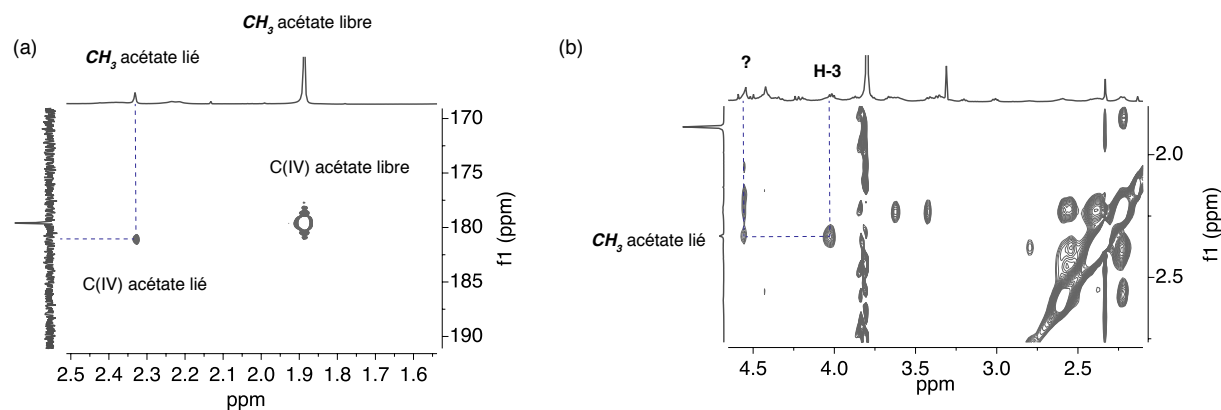 (a)
CH3 acétate libre
CH3 acétate lié
C(IV) acétate libre
C(IV) acétate lié
170
175
180
185
190
f1 (ppm)
2.5 2.4 2.3 2.2 2.1 2.0 1.9 1.8 1.7 1.6
ppm
(b)
?
H-3
CH3 acétate lié
2.0
2.5
f1 (ppm)
4.5 4.0 3.5 3.0 2.5
ppm